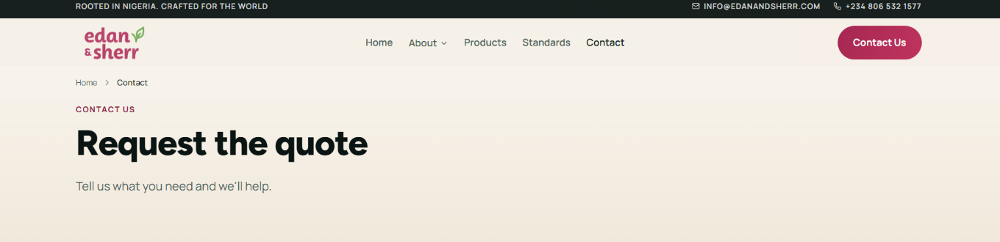 ROOTED IN NIGERIA. CRAFTED FOR THE WORLD
INFO@EDANANDSHERR.COM +234 806 532 1577
edan
& sherr
Home About Products Standards Contact
Contact Us
Home Contact
CONTACT US
Request the quote
Tell us what you need and we'll help.